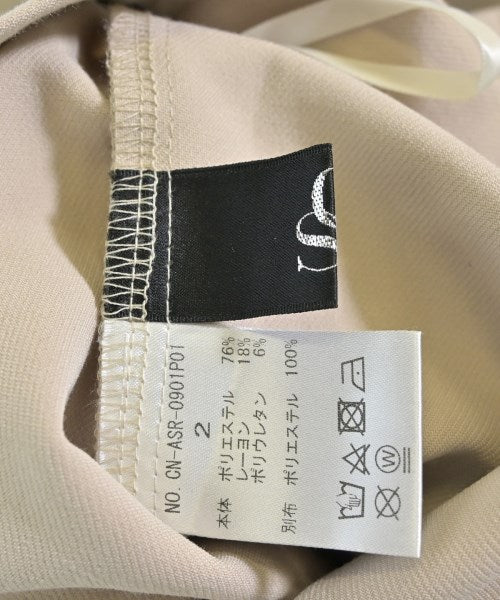 NO. CN-ASR-0901P01
2
本体 ポリエステル 76%
レーヨン 18%
ポリウレタン 6%
別布 ポリエステル 100%
W